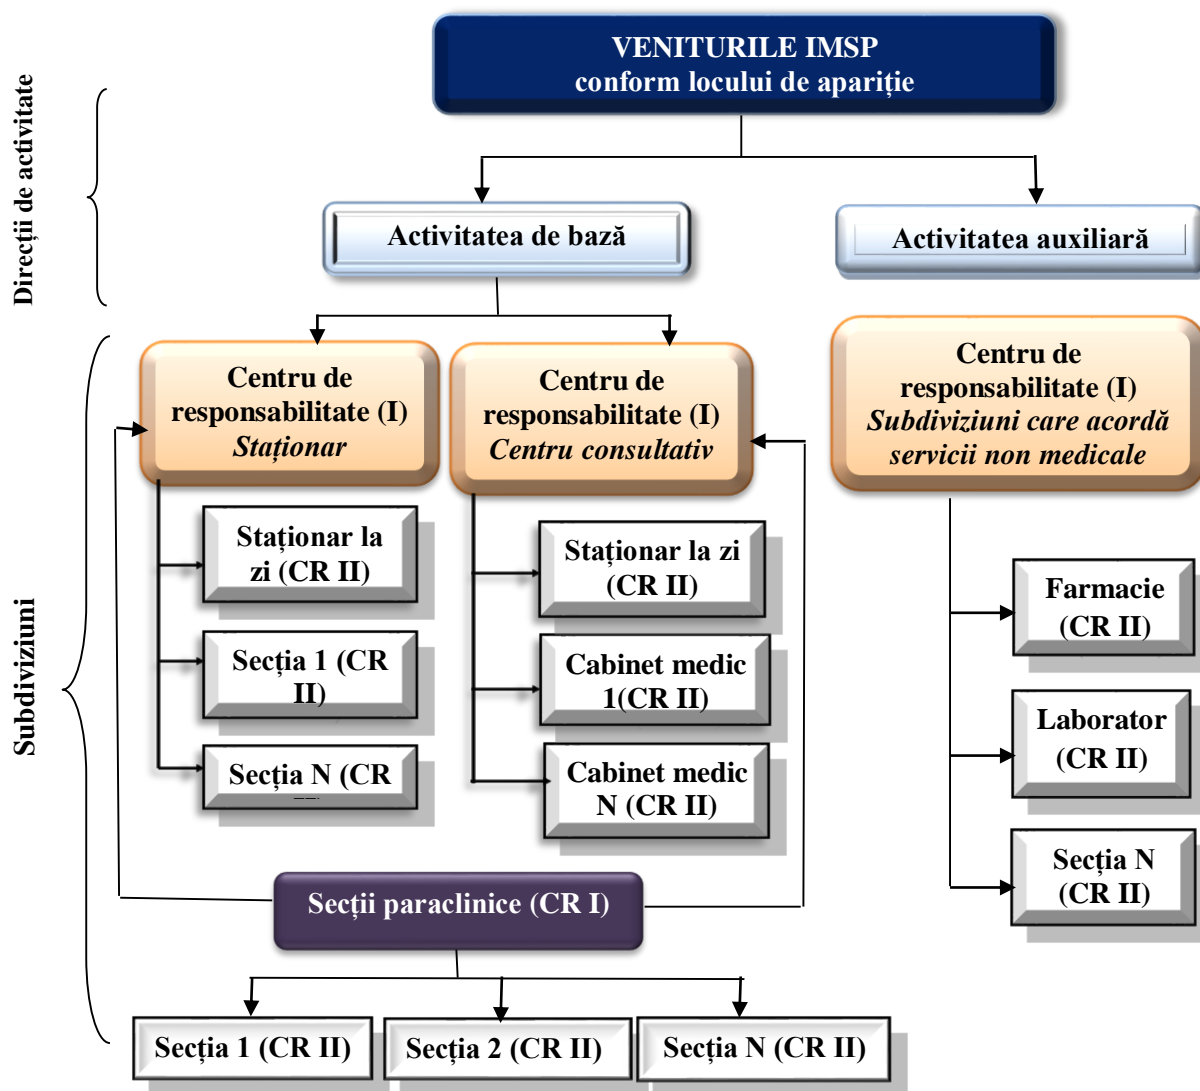 VENITURILE IMSP
conform locului de apariție
Direcții de activitate
Activitatea de bază
Activitatea auxiliară
Centru de
responsabilitate (I)
Staționar
Centru de
responsabilitate (I)
Centru consultativ
Centru de
responsabilitate (I)
Subdiviziuni care acordă
servicii non medicale
Subdiviziuni
Staționar la
zi (CR II)
Secția 1 (CR
II)
Secția N (CR
Staționar la zi
(CR II)
Cabinet medic
1(CR II)
Cabinet medic
N (CR II)
Farmacie
(CR II)
Laborator
(CR II)
Secția N
(CR II)
Secții paraclinice (CR I)
Secția 1 (CR II)
Secția 2 (CR II)
Secția N (CR II)